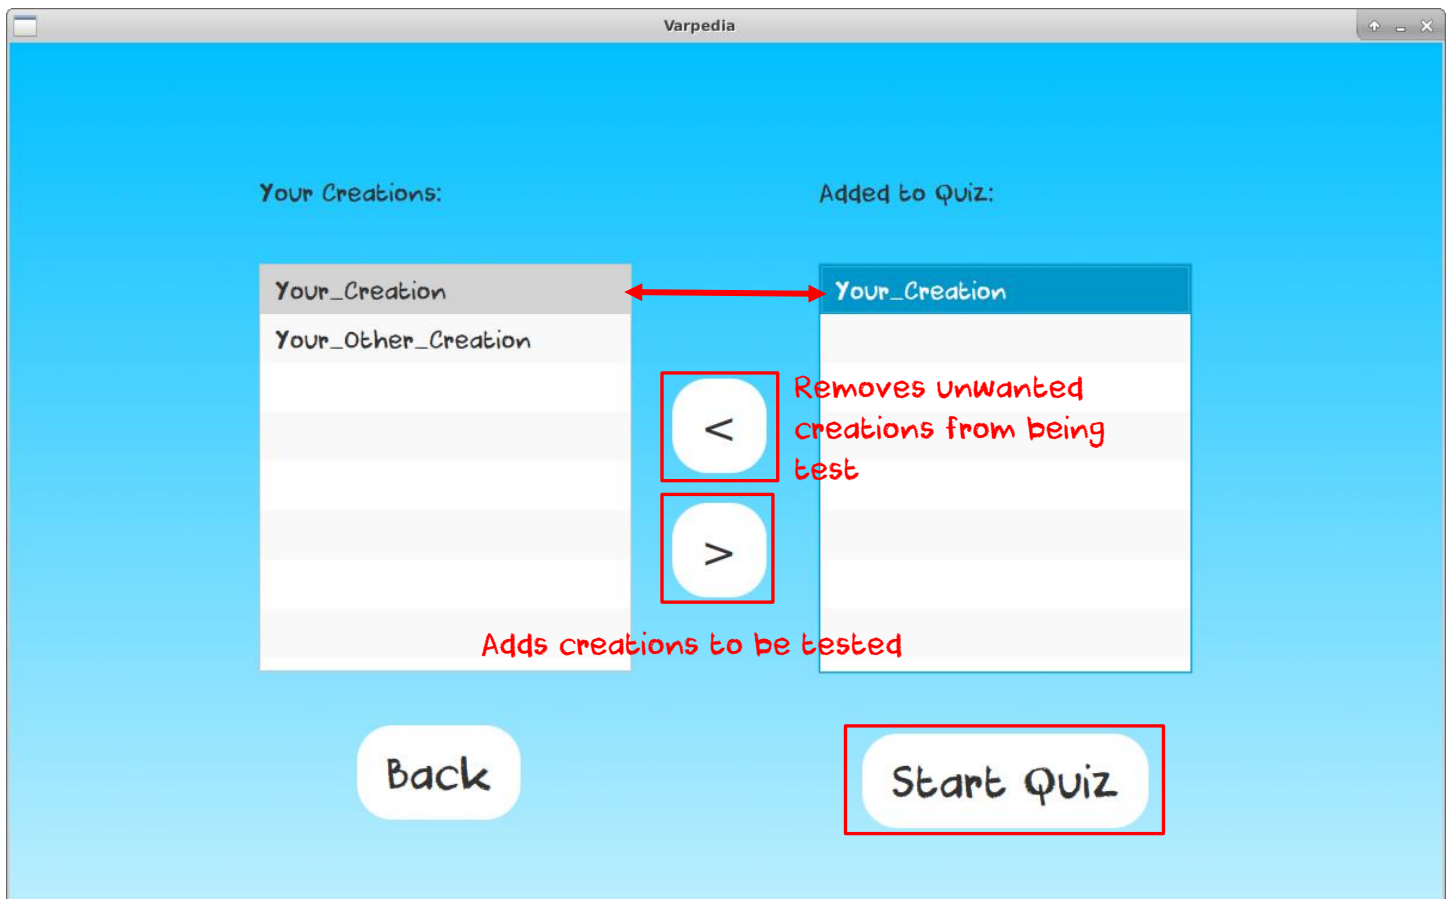 Varpedia
Your Creations:
Added to Quiz:
Your_Creation
Your_Creation
Your_Other_Creation
<
Removes unwanted
creations from being
test
>
Adds creations to be tested
Back
Start Quiz